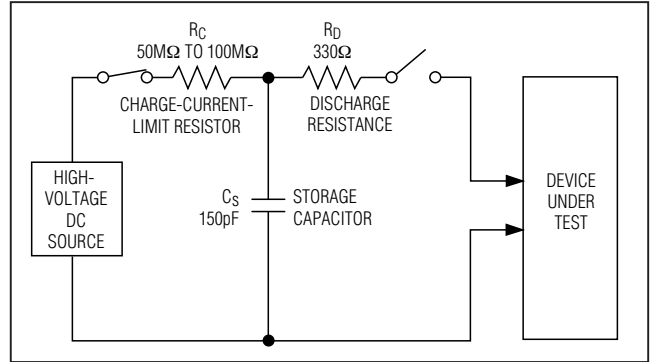 R_C
50MΩ TO 100MΩ
R_D
330Ω
CHARGE-CURRENT-
LIMIT RESISTOR
DISCHARGE
RESISTANCE
HIGH-
VOLTAGE
DC
SOURCE
C_S
150pF
STORAGE
CAPACITOR
DEVICE
UNDER
TEST